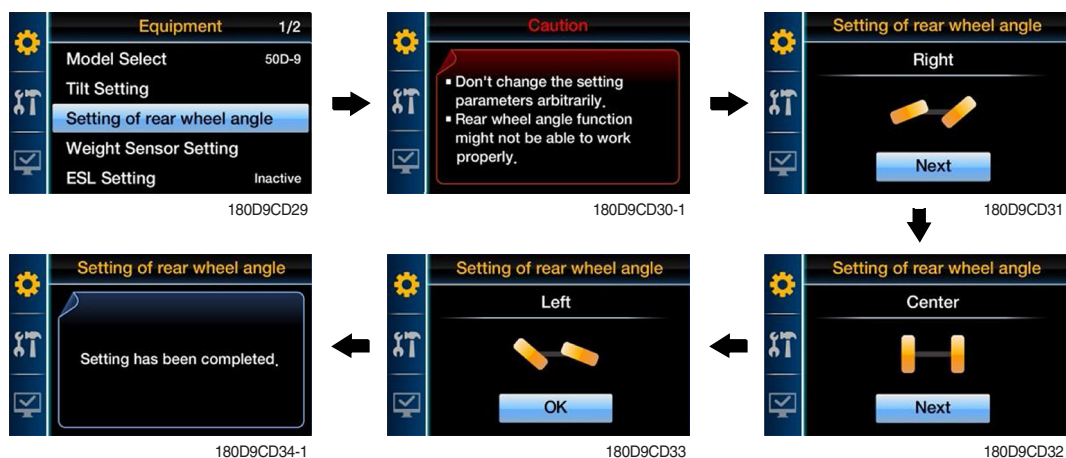 Equipment 1/2
Model Select 50D-9
Tilt Setting
Setting of rear wheel angle
Weight Sensor Setting
ESL Setting Inactive
180D9CD29
Caution
▪ Don't change the setting
parameters arbitrarily.
▪ Rear wheel angle function
might not be able to work
properly.
180D9CD30-1
Setting of rear wheel angle
Right
Next
180D9CD31
Setting of rear wheel angle
Center
Next
180D9CD32
Setting of rear wheel angle
Left
OK
180D9CD33
Setting of rear wheel angle
Setting has been completed.
180D9CD34-1